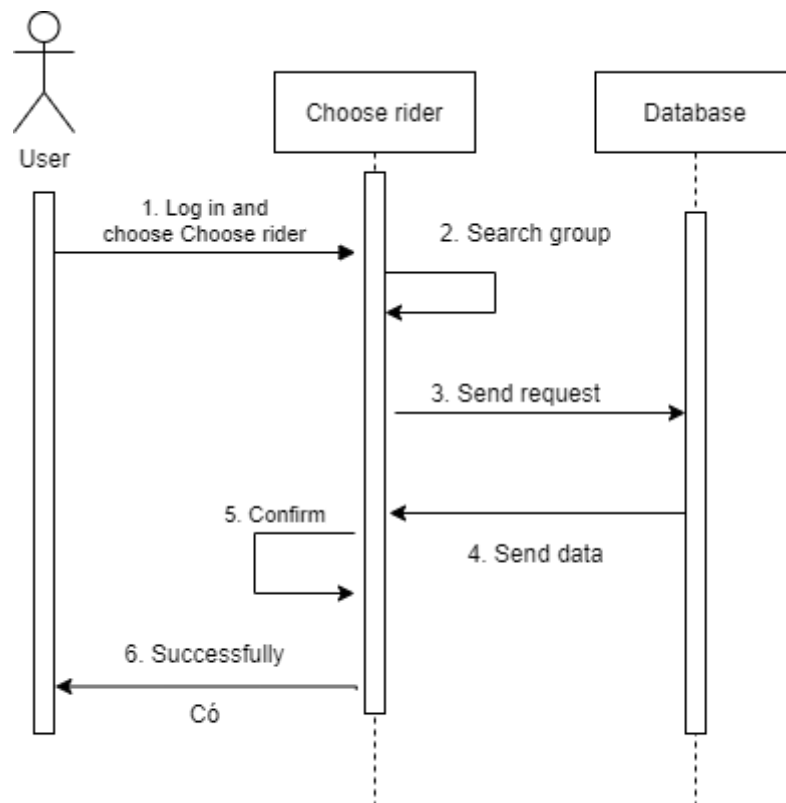 Choose rider
Database
User
1. Log in and
choose Choose rider
2. Search group
3. Send request
5. Confirm
4. Send data
6. Successfully
Có